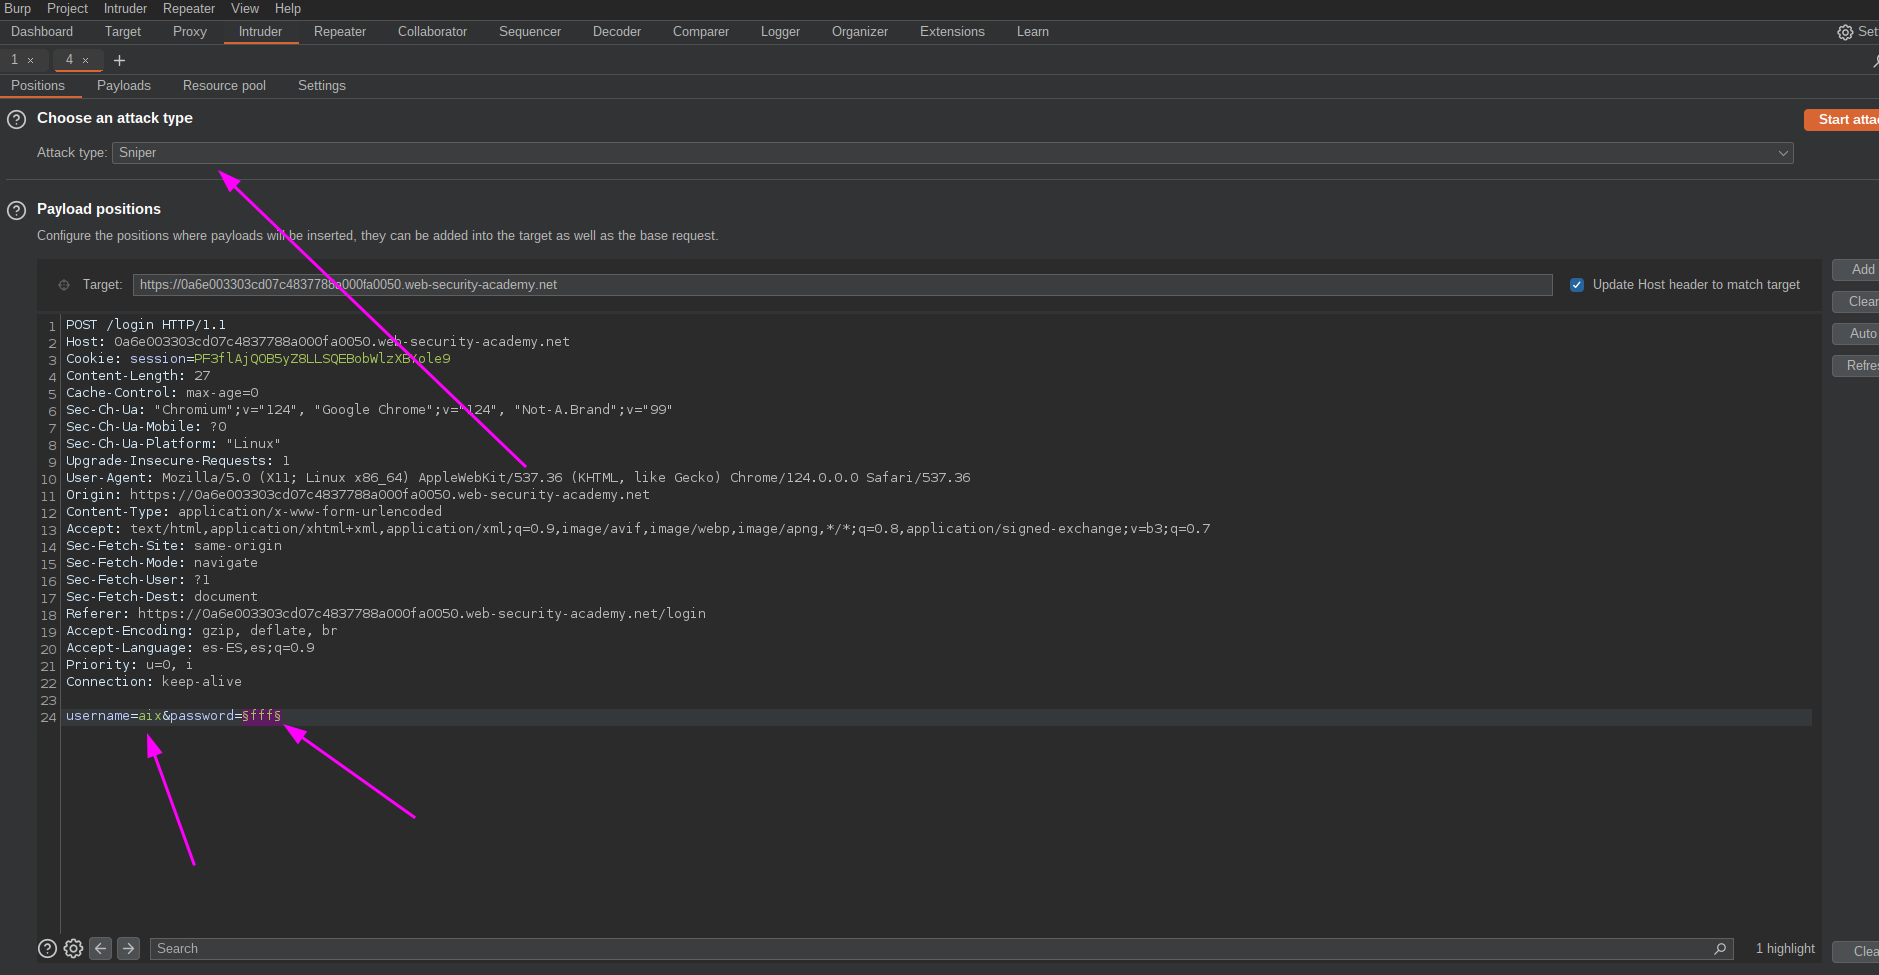 Burp Project Intruder Repeater View Help
Dashboard Target Proxy Intruder Repeater Collaborator Sequencer Decoder Comparer Logger Organizer Extensions Learn Set
1 × 4 × +
Positions Payloads Resource pool Settings
? Choose an attack type
Start atta
Attack type: Sniper
? Payload positions
Configure the positions where payloads will be inserted, they can be added into the target as well as the base request.
Target: https://0a6e003303cd07c4837788a000fa0050.web-security-academy.net Update Host header to match target
Add
Clear
Auto
Refres
1 POST /login HTTP/1.1
2 Host: 0a6e003303cd07c4837788a000fa0050.web-security-academy.net
3 Cookie: session=PF3flAjQOB5yZ8LLSQEBobWlzXBYole9
4 Content-Length: 27
5 Cache-Control: max-age=0
6 Sec-Ch-Ua: "Chromium";v="124", "Google Chrome";v="124", "Not-A.Brand";v="99"
7 Sec-Ch-Ua-Mobile: ?0
8 Sec-Ch-Ua-Platform: "Linux"
9 Upgrade-Insecure-Requests: 1
10 User-Agent: Mozilla/5.0 (X11; Linux x86_64) AppleWebKit/537.36 (KHTML, like Gecko) Chrome/124.0.0.0 Safari/537.36
11 Origin: https://0a6e003303cd07c4837788a000fa0050.web-security-academy.net
12 Content-Type: application/x-www-form-urlencoded
13 Accept: text/html,application/xhtml+xml,application/xml;q=0.9,image/avif,image/webp,image/apng,*/*;q=0.8,application/signed-exchange;v=b3;q=0.7
14 Sec-Fetch-Site: same-origin
15 Sec-Fetch-Mode: navigate
16 Sec-Fetch-User: ?1
17 Sec-Fetch-Dest: document
18 Referer: https://0a6e003303cd07c4837788a000fa0050.web-security-academy.net/login
19 Accept-Encoding: gzip, deflate, br
20 Accept-Language: es-ES,es;q=0.9
21 Priority: u=0, i
22 Connection: keep-alive
23
24 username=aix&password=§fff§
? Search 1 highlight Clea